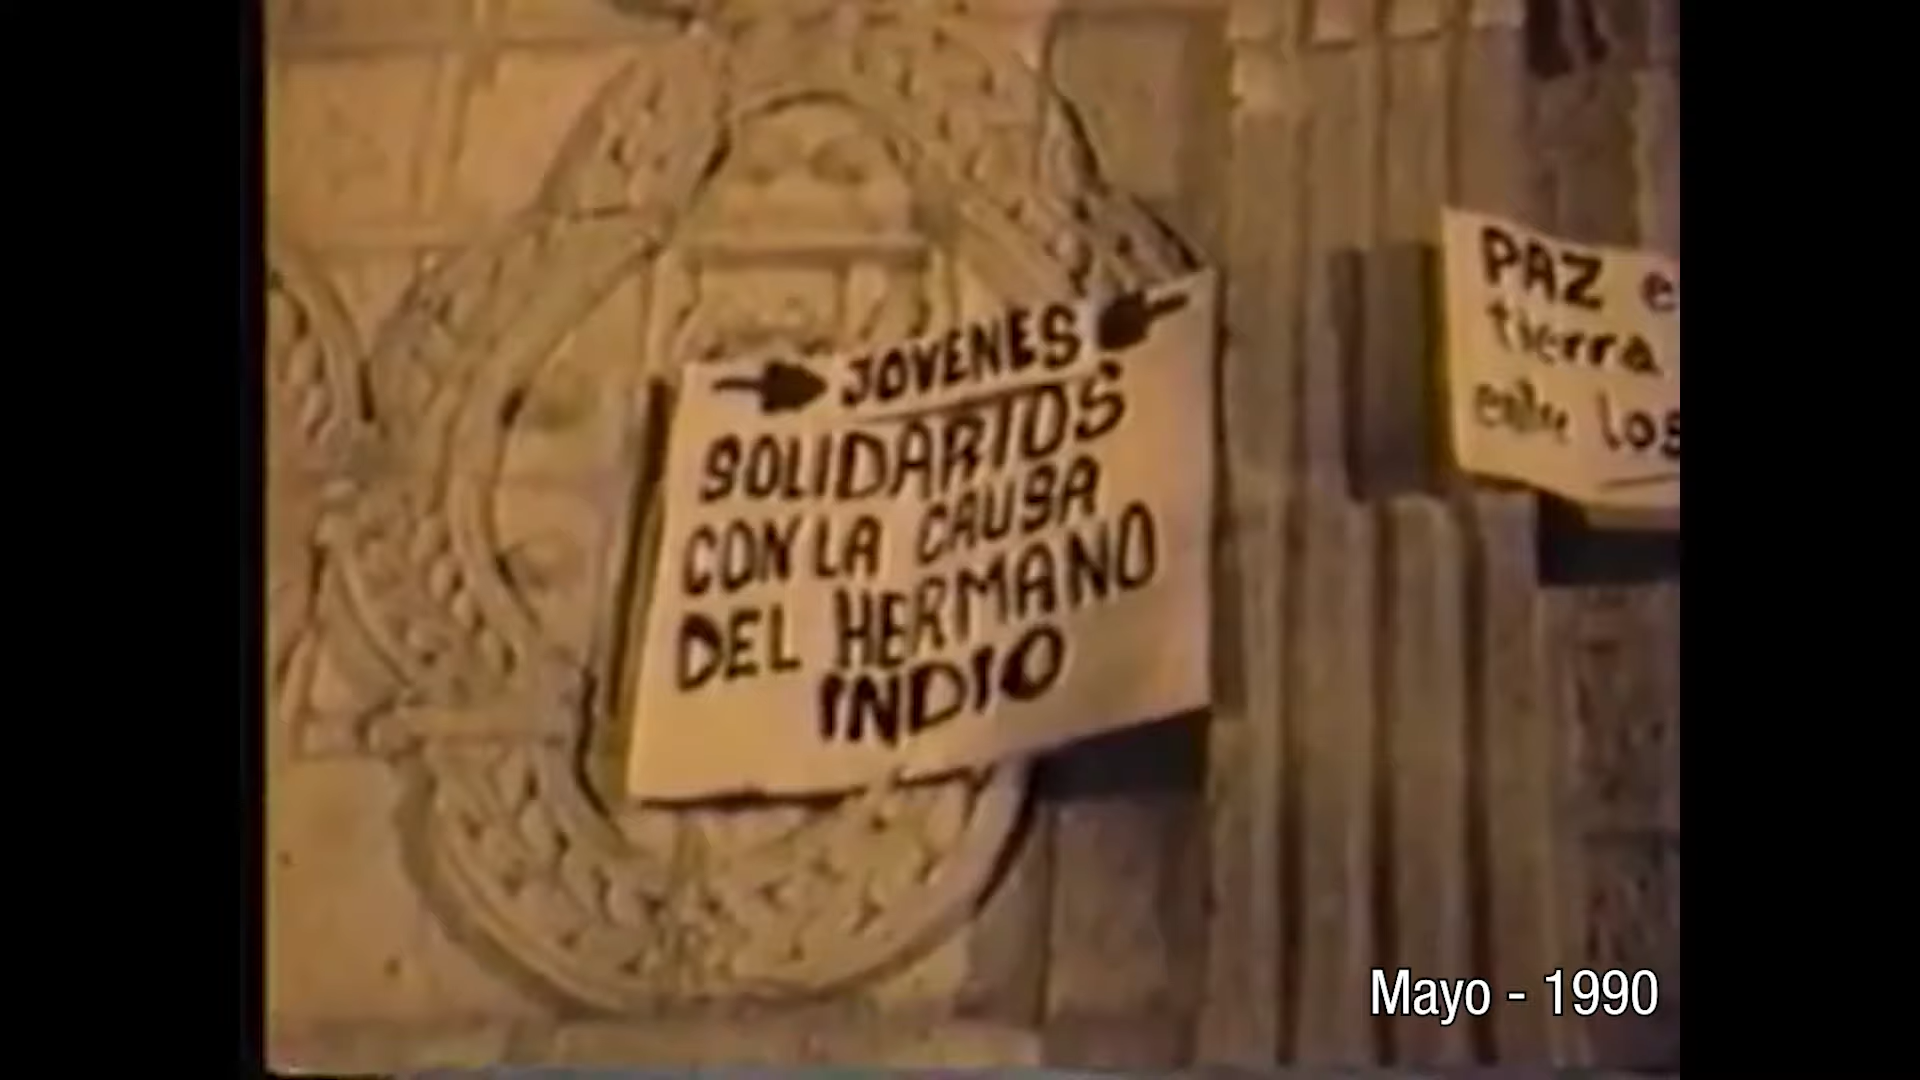 JOVENES
SOLIDARIOS
CON LA CAUSA
DEL HERMANO
INDIO
PAZ e
tierra
los
Mayo - 1990